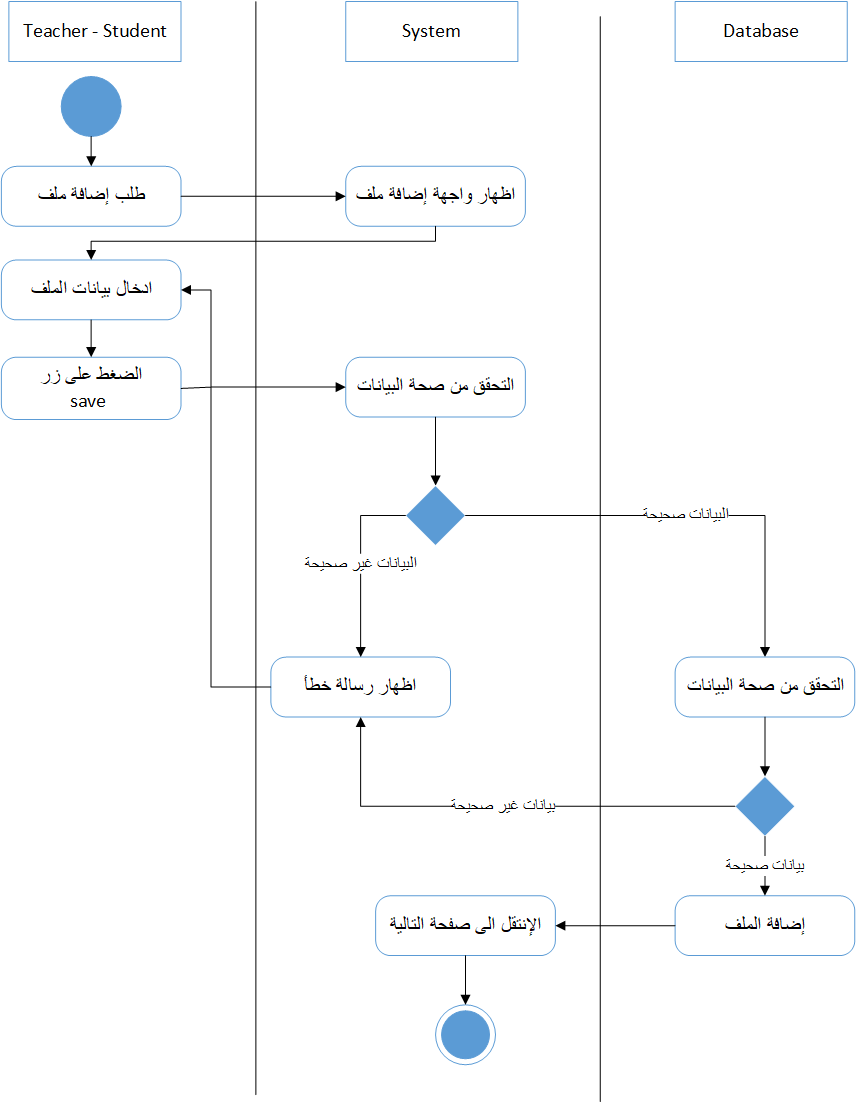 Teacher - Student
System
Database
طلب إضافة ملف
اظهار واجهة إضافة ملف
ادخال بيانات الملف
الضغط على زر
save
التحقق من صحة البيانات
البيانات صحيحة
البيانات غير صحيحة
اظهار رسالة خطأ
التحقق من صحة البيانات
بيانات غير صحيحة
بيانات صحيحة
الإنتقل الى صفحة التالية
إضافة الملف